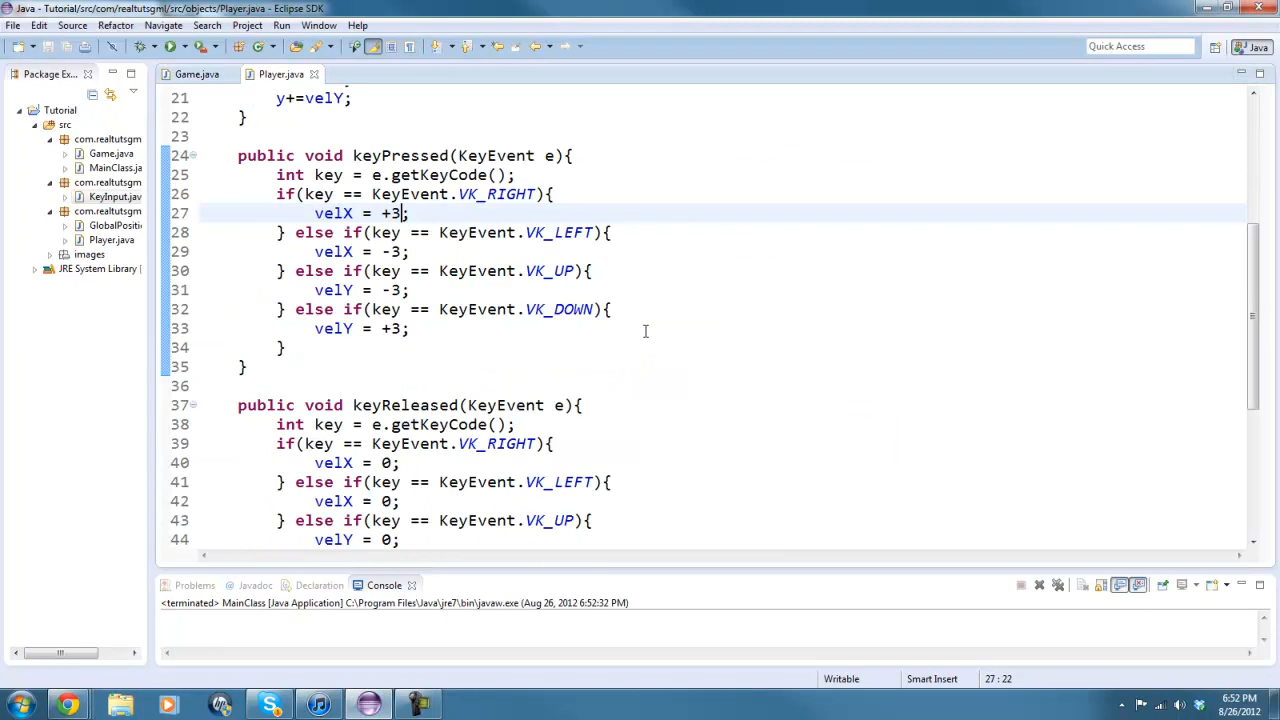 Java - Tutorial/src/com/realtutsgml/src/objects/Player.java - Eclipse SDK
File Edit Source Refactor Navigate Search Project Run Window Help
Quick Access
Java
Package Ex...
Game.java
Player.java
Tutorial
src
com.realtutsgm
Game.java
MainClass.ja
com.realtutsgm
KeyInput.jav
com.realtutsgm
GlobalPositi
Player.java
images
JRE System Library [
21 y+=velY;
22 }
23
24 public void keyPressed(KeyEvent e){
25 int key = e.getKeyCode();
26 if(key == KeyEvent.VK_RIGHT){
27 velX = +3;
28 } else if(key == KeyEvent.VK_LEFT){
29 velX = -3;
30 } else if(key == KeyEvent.VK_UP){
31 velY = -3;
32 } else if(key == KeyEvent.VK_DOWN){
33 velY = +3;
34 }
35 }
36
37 public void keyReleased(KeyEvent e){
38 int key = e.getKeyCode();
39 if(key == KeyEvent.VK_RIGHT){
40 velX = 0;
41 } else if(key == KeyEvent.VK_LEFT){
42 velX = 0;
43 } else if(key == KeyEvent.VK_UP){
44 velY = 0;
Problems @ Javadoc Declaration Console
<terminated> MainClass [Java Application] C:\Program Files\Java\jre7\bin\javaw.exe (Aug 26, 2012 6:52:32 PM)
Writable Smart Insert 27 : 22
6:52 PM
8/26/2012